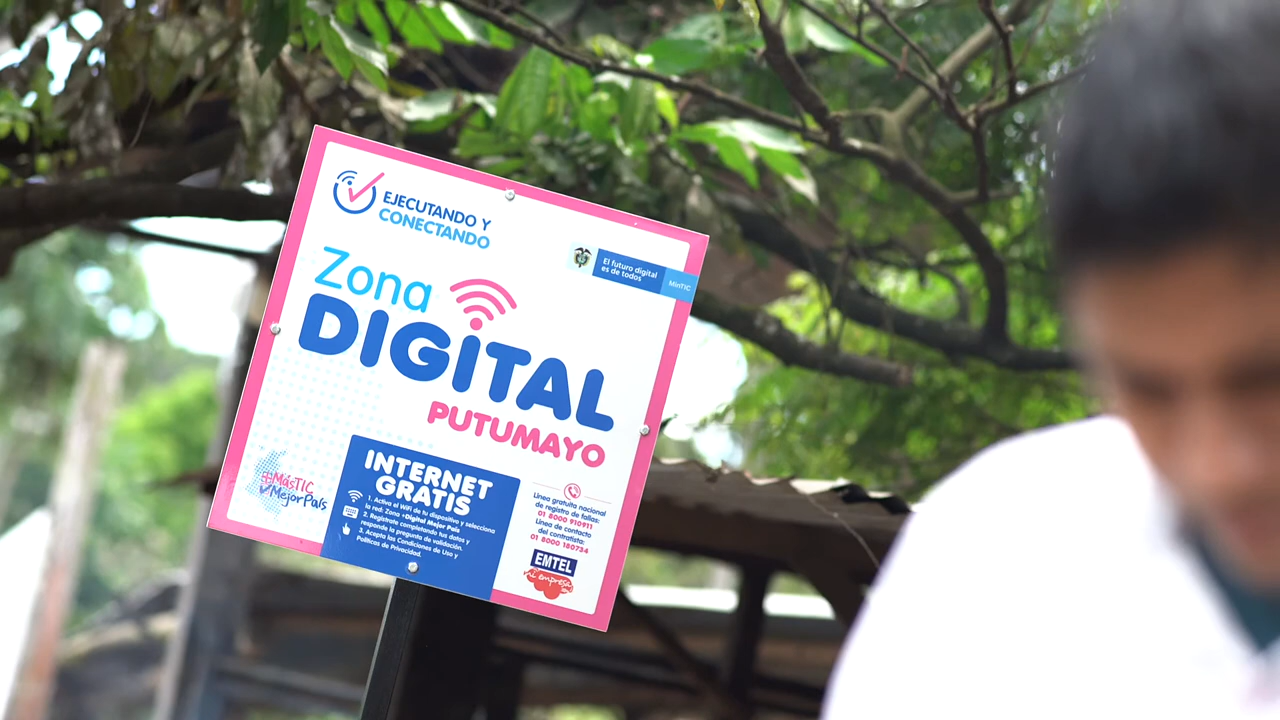 EJECUTANDO Y
CONECTANDO
El futuro digital
es de todos
MinTIC
Zona
DIGITAL
PUTUMAYO
MásTIC
MejorPaís
INTERNET
GRATIS
1. Activa el WiFi de tu dispositivo y selecciona
la red: Zona +Digital Mejor País
2. Regístrate completando tus datos y
responde la pregunta de validación.
3. Acepta las Condiciones de Uso y
Políticas de Privacidad.
Línea gratuita nacional
de registro de fallas:
01 8000 910911
Línea de contacto
del contratista:
01 8000 180734
EMTEL
mi empresa